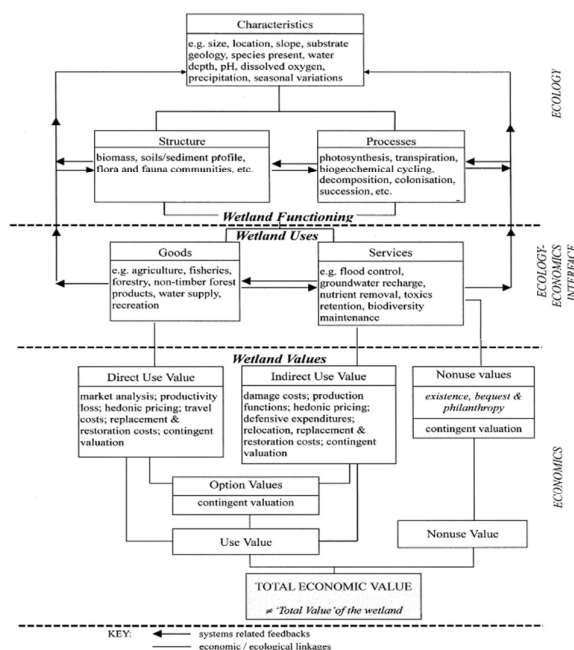 Characteristics
e.g. size, location, slope, substrate
geology, species present, water
depth, pH, dissolved oxygen,
precipitation, seasonal variations
ECOLOGY
Structure
biomass, soils/sediment profile,
flora and fauna communities, etc.
Processes
photosynthesis, transpiration,
biogeochemical cycling,
decomposition, colonisation,
succession, etc.
Wetland Functioning
Wetland Uses
Goods
e.g. agriculture, fisheries,
forestry, non-timber forest
products, water supply,
recreation
Services
e.g. flood control,
groundwater recharge,
nutrient removal, toxics
retention, biodiversity
maintenance
ECOLOGY-
ECONOMICS
INTERFACE
Wetland Values
Direct Use Value
market analysis; productivity
loss; hedonic pricing; travel
costs; replacement &
restoration costs; contingent
valuation
Indirect Use Value
damage costs; production
functions; hedonic pricing;
defensive expenditures;
relocation, replacement &
restoration costs; contingent
valuation
Nonuse values
existence, bequest &
philanthropy
contingent valuation
ECONOMICS
Option Values
contingent valuation
Use Value
Nonuse Value
TOTAL ECONOMIC VALUE
≠ 'Total Value' of the wetland
KEY:
systems related feedbacks
economic / ecological linkages